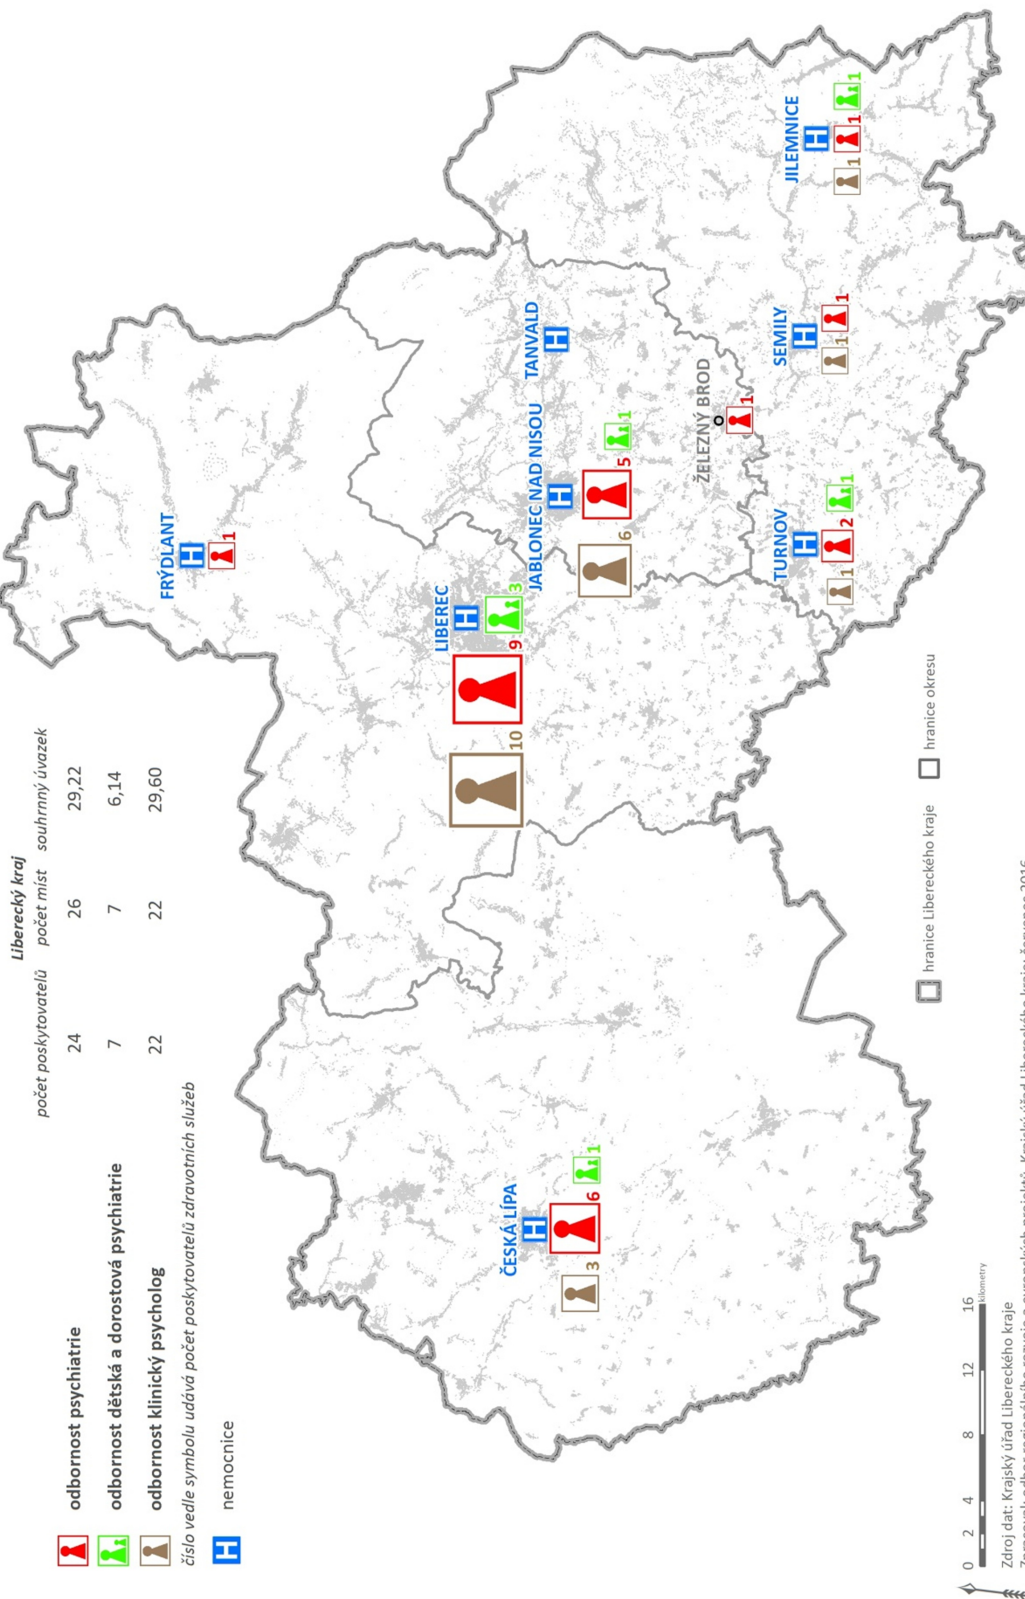 Liberecký kraj
počet poskytovatelů počet míst souhrnný úvazek
odbornost psychiatrie 24 26 29,22
odbornost dětská a dorostová psychiatrie 7 7 6,14
odbornost klinický psycholog 22 22 29,60
číslo vedle symbolu udává počet poskytovatelů zdravotních služeb
nemocnice
FRÝDLANT
1
LIBEREC
10 9 3
JABLONEC NAD NISOU
6 5 1
TANVALD
ČESKÁ LÍPA
3 6 1
ŽELEZNÝ BROD
1
TURNOV
1 2 1
SEMILY
1 1
JILEMNICE
1 1 1
hranice Libereckého kraje hranice okresu
0 2 4 8 12 16
kilometry
Zdroj dat: Krajský úřad Libereckého kraje